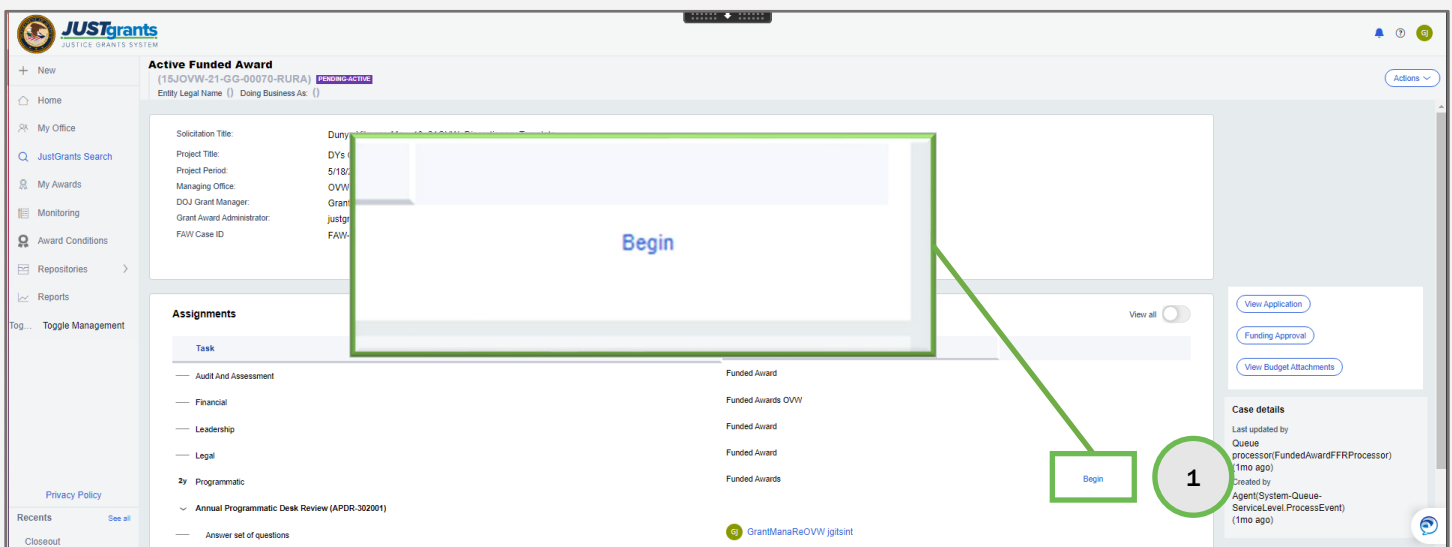 JUSTgrants
JUSTICE GRANTS SYSTEM
GJ
New
Home
My Office
JustGrants Search
My Awards
Monitoring
Award Conditions
Repositories
Reports
Tog... Toggle Management
Privacy Policy
Recents See all
Closeout
Active Funded Award
(15JOVW-21-GG-00070-RURA) PENDING-ACTIVE
Entity Legal Name () Doing Business As: ()
Actions
Solicitation Title:
Project Title: DYs
Project Period: 5/18/
Managing Office: OVW
DOJ Grant Manager: Grant
Grant Award Administrator: justgr
FAW Case ID FAW-
Begin
Assignments View all
Task
Audit And Assessment Funded Award
Financial Funded Awards OVW
Leadership Funded Award
Legal Funded Award
2y Programmatic Funded Awards Begin 1
Annual Programmatic Desk Review (APDR-302001)
Answer set of questions GJ GrantManaReOVW jgitsint
View Application
Funding Approval
View Budget Attachments
Case details
Last updated by
Queue
processor(FundedAwardFFRProcessor)
(1mo ago)
Created by
Agent(System-Queue-
ServiceLevel.ProcessEvent)
(1mo ago)